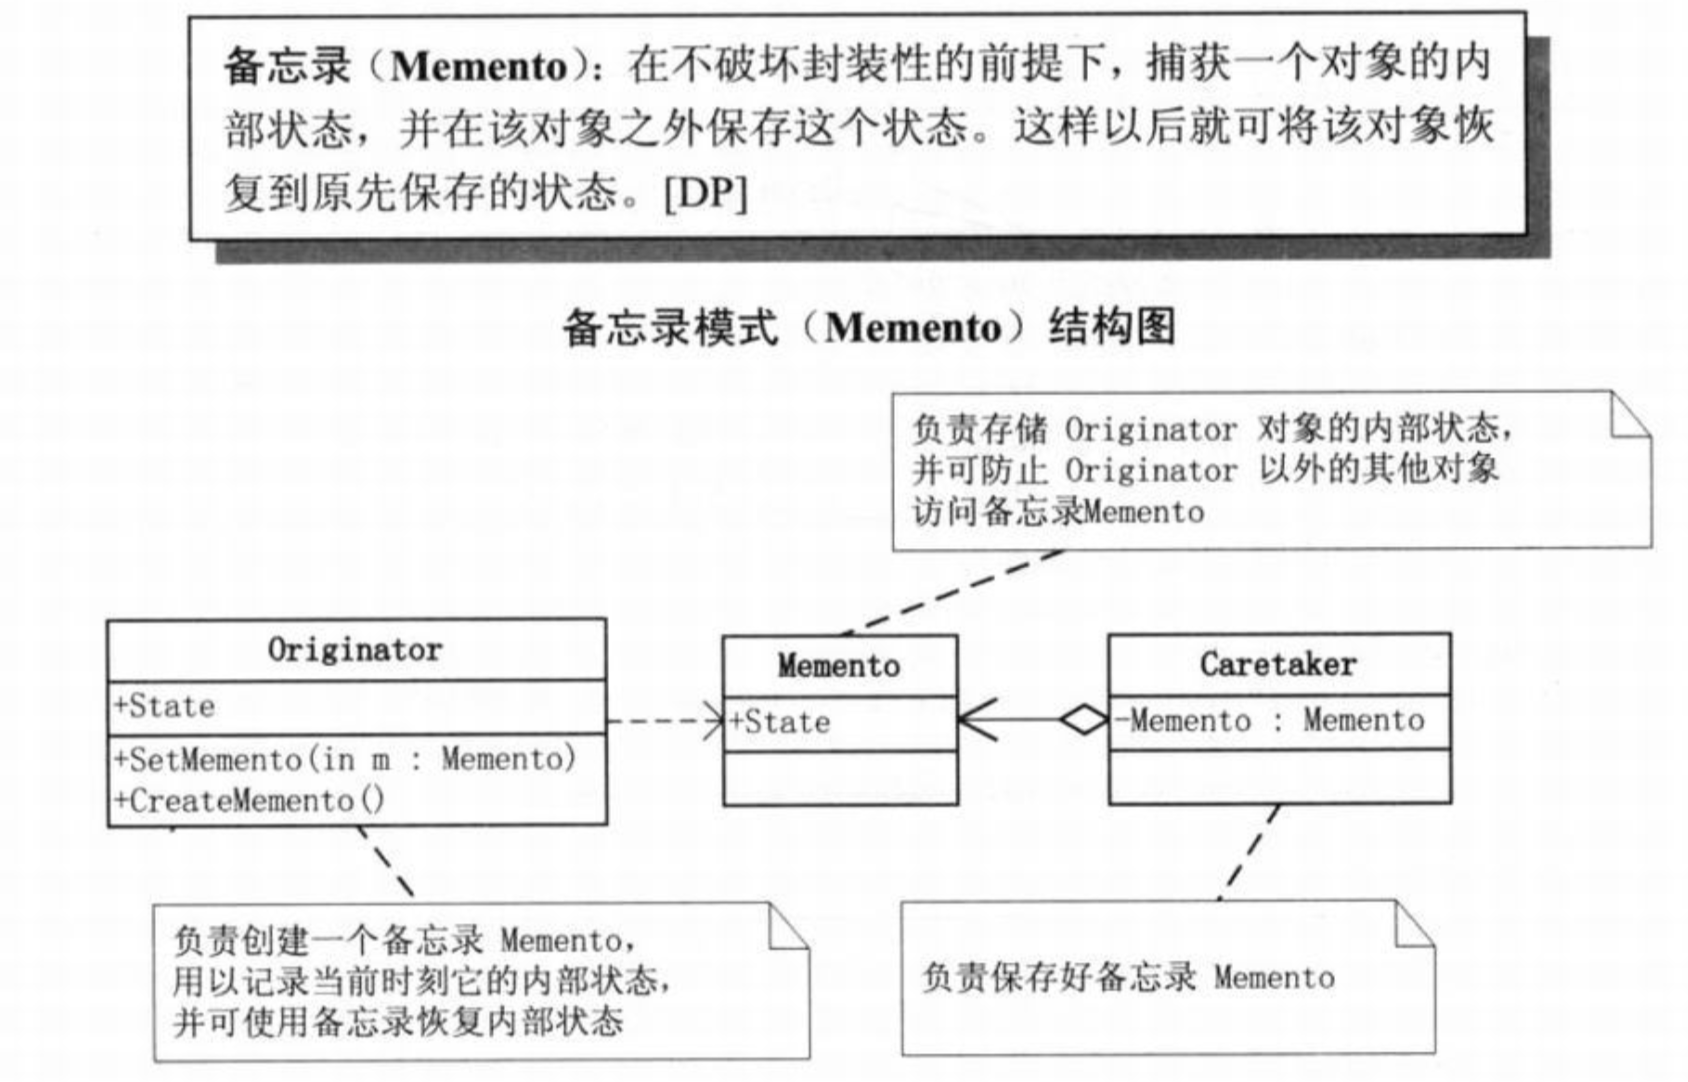 备忘录（Memento）：在不破坏封装性的前提下，捕获一个对象的内
部状态，并在该对象之外保存这个状态。这样以后就可将该对象恢
复到原先保存的状态。[DP]
备忘录模式（Memento）结构图
负责存储 Originator 对象的内部状态，
并可防止 Originator 以外的其他对象
访问备忘录Memento
Originator
+State
+SetMemento(in m : Memento)
+CreateMemento()
Memento
+State
Caretaker
-Memento : Memento
负责创建一个备忘录 Memento，
用以记录当前时刻它的内部状态，
并可使用备忘录恢复内部状态
负责保存好备忘录 Memento